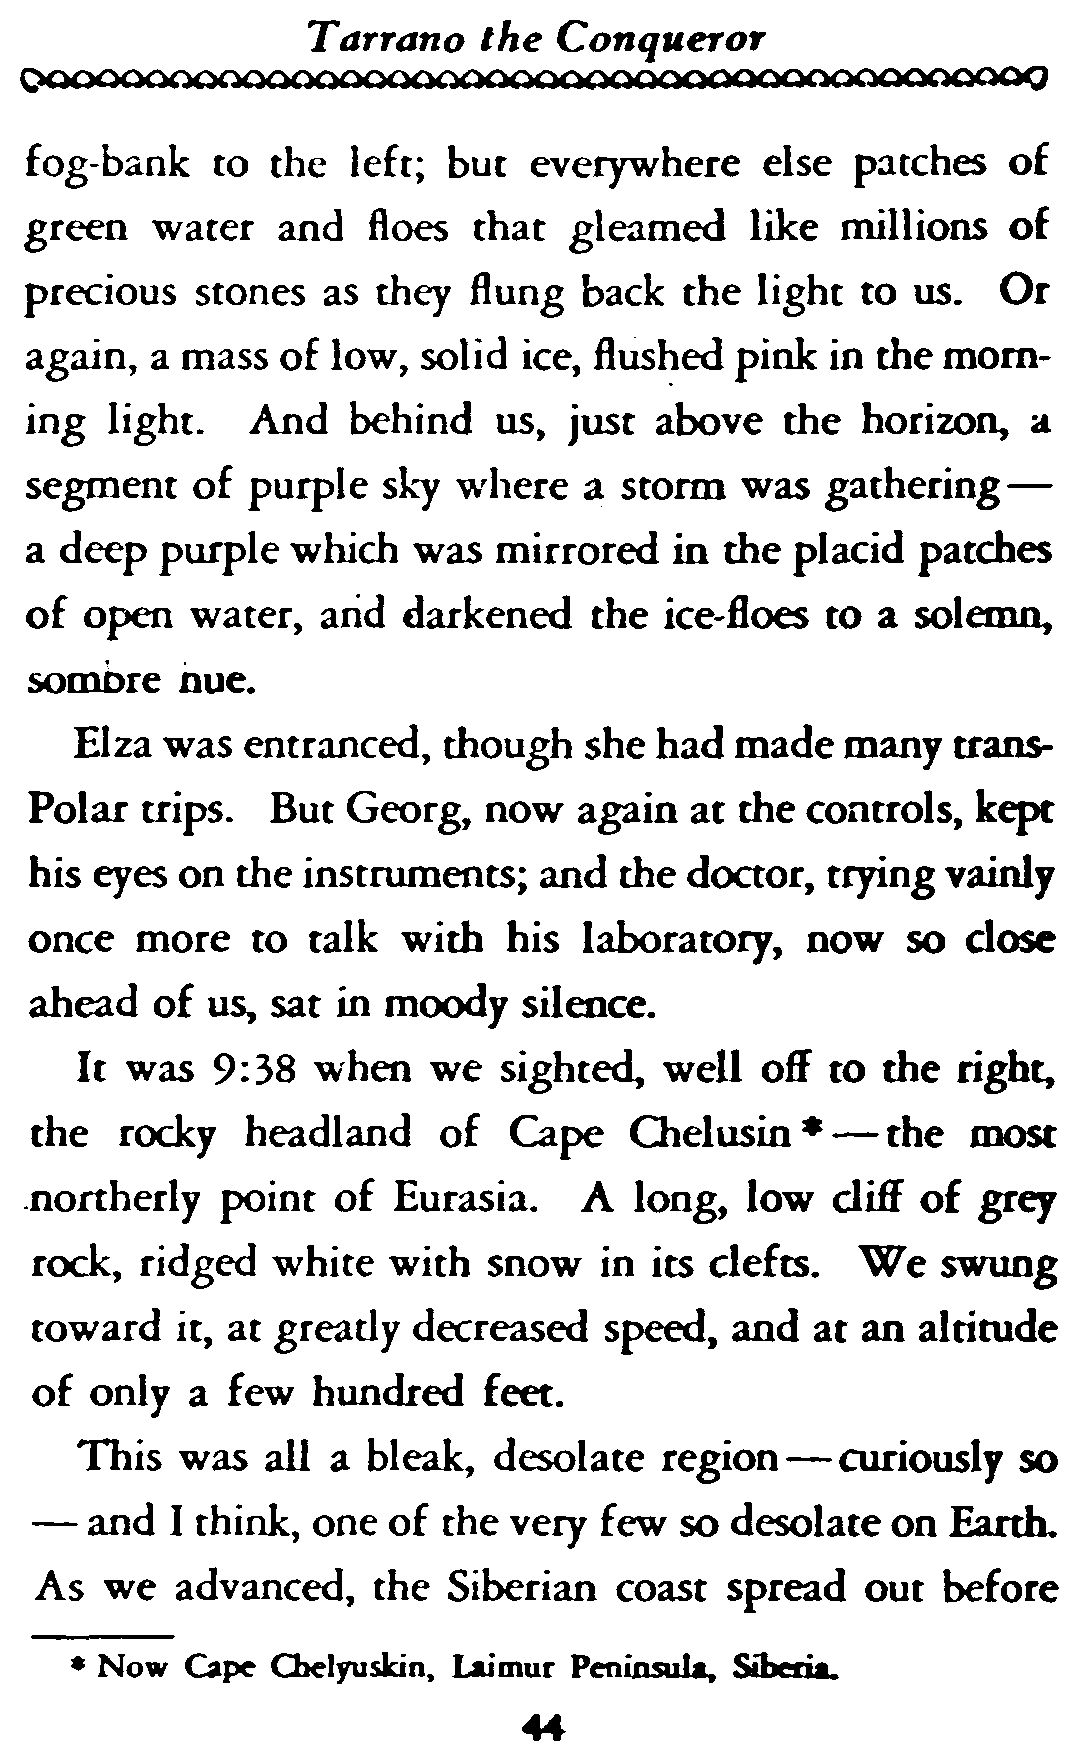 Tarrano the Conqueror
fog-bank to the left; but everywhere else patches of
green water and floes that gleamed like millions of
precious stones as they flung back the light to us. Or
again, a mass of low, solid ice, flushed pink in the morn-
ing light. And behind us, just above the horizon, a
segment of purple sky where a storm was gathering—
a deep purple which was mirrored in the placid patches
of open water, and darkened the ice-floes to a solemn,
sombre hue.
Elza was entranced, though she had made many trans-
Polar trips. But Georg, now again at the controls, kept
his eyes on the instruments; and the doctor, trying vainly
once more to talk with his laboratory, now so close
ahead of us, sat in moody silence.
It was 9:38 when we sighted, well off to the right,
the rocky headland of Cape Chelusin*—the most
northerly point of Eurasia. A long, low cliff of grey
rock, ridged white with snow in its clefts. We swung
toward it, at greatly decreased speed, and at an altitude
of only a few hundred feet.
This was all a bleak, desolate region—curiously so
—and I think, one of the very few so desolate on Earth.
As we advanced, the Siberian coast spread out before
* Now Cape Chelyuskin, Laimur Peninsula, Siberia.
44